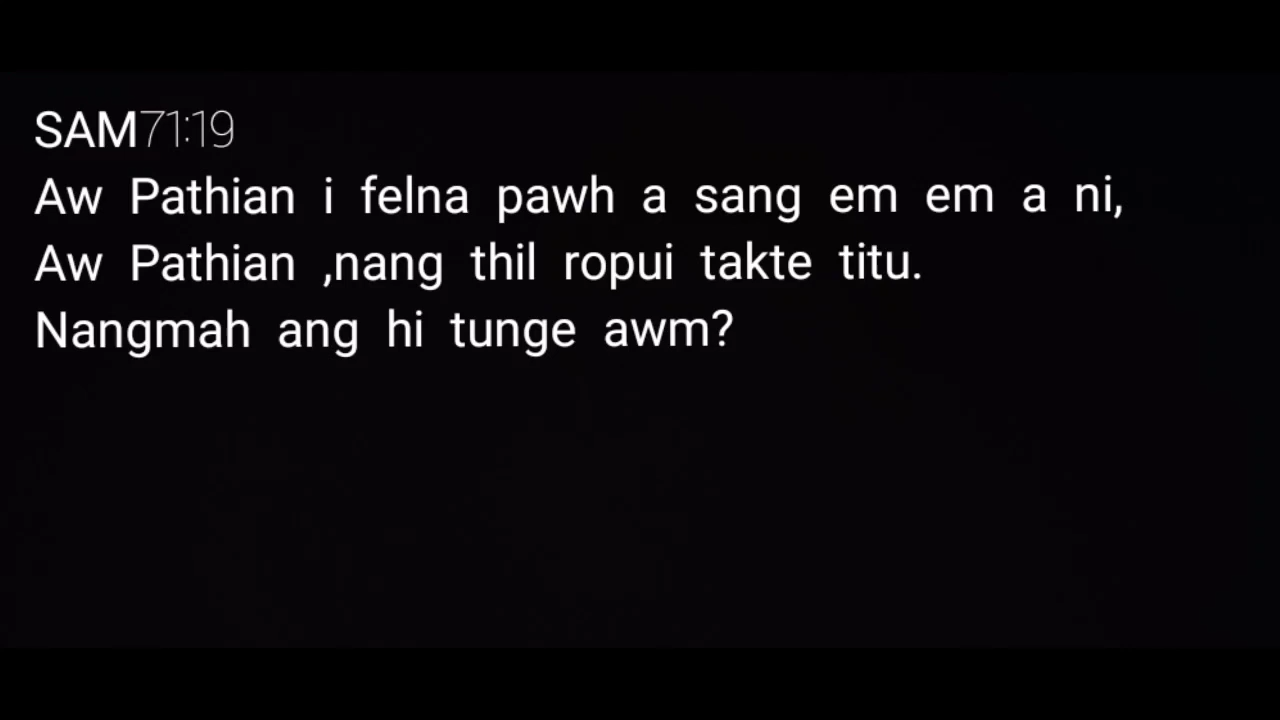 SAM71:19
Aw Pathian i felna pawh a sang em em a ni,
Aw Pathian ,nang thil ropui takte titu.
Nangmah ang hi tunge awm?